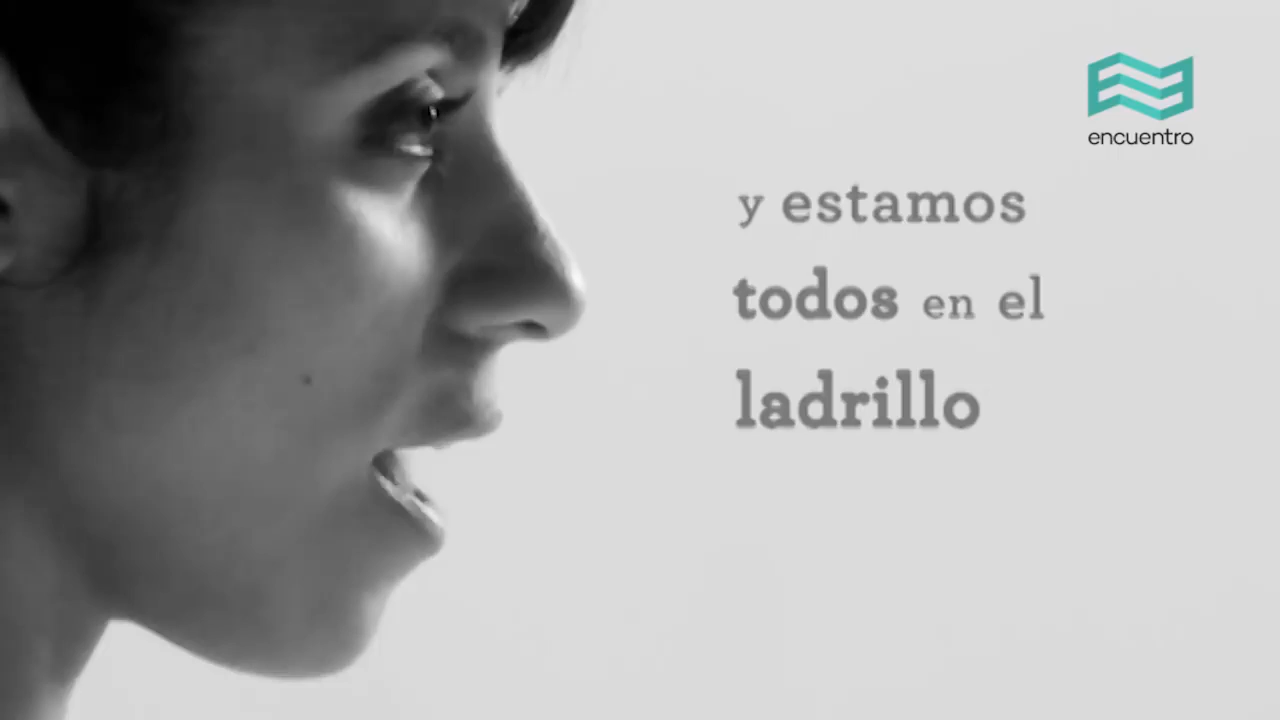 encuentro
y estamos
todos en el
ladrillo